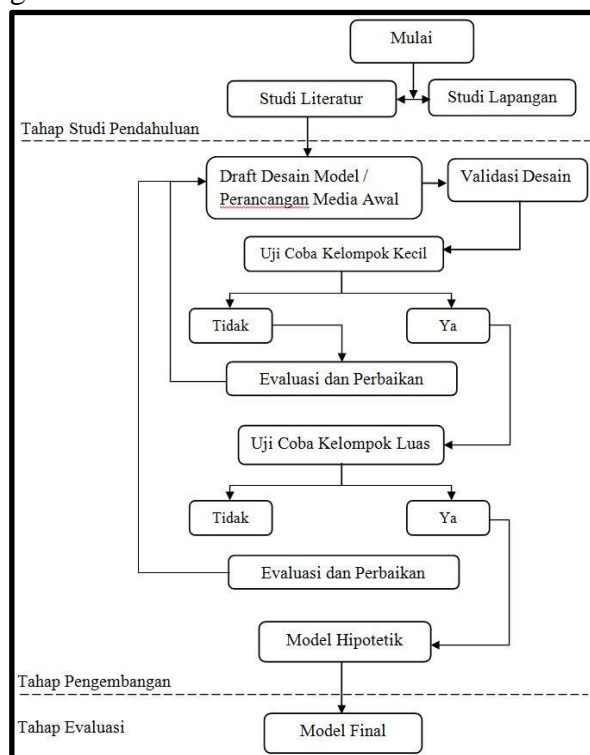 Mulai
Studi Literatur
Studi Lapangan
Tahap Studi Pendahuluan
Draft Desain Model /
Perancangan Media Awal
Validasi Desain
Uji Coba Kelompok Kecil
Tidak
Ya
Evaluasi dan Perbaikan
Uji Coba Kelompok Luas
Tidak
Ya
Evaluasi dan Perbaikan
Model Hipotetik
Tahap Pengembangan
Tahap Evaluasi
Model Final